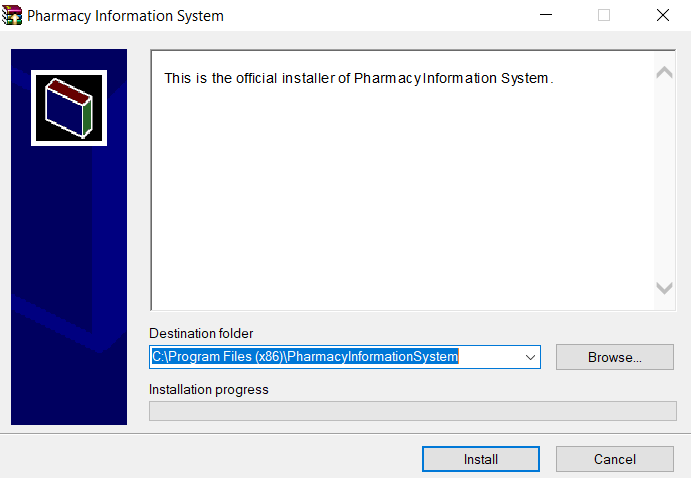 Pharmacy Information System
This is the official installer of Pharmacy Information System.
Destination folder
C:\Program Files (x86)\PharmacyInformationSystem
Browse...
Installation progress
Install
Cancel